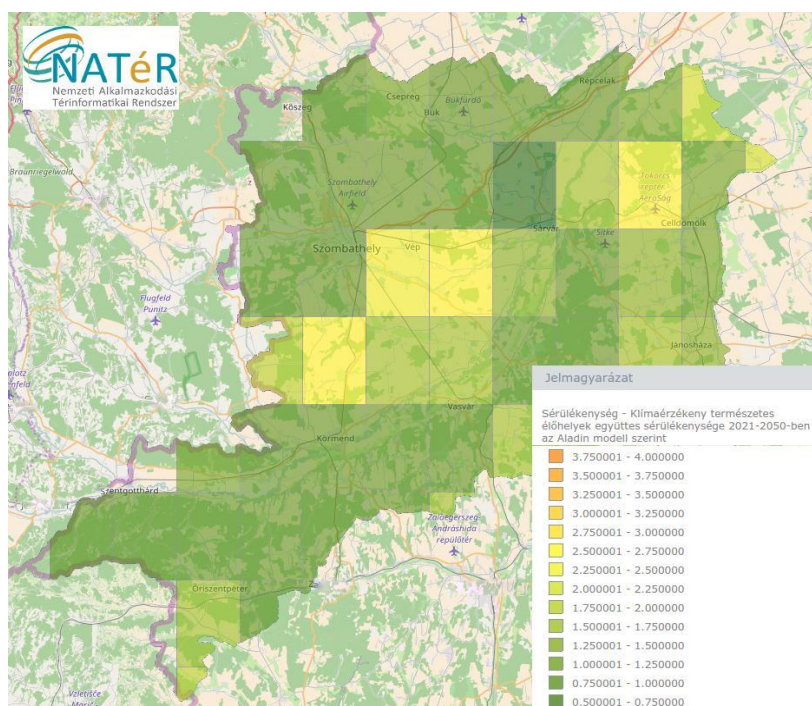 NATéR
Nemzeti Alkalmazkodási
Térinformatikai Rendszer
Kőszeg
Csepreg
Bükfürdő
Bük
Répcelak
Braunriegelwald
Szombathely
Airfield
Tokorcs
reptér
Celldömölk
Sárvár
Sitke
Szombathely
Vép
Flugfeld
Punitz
Jánosháza
Vasvár
Körmend
Szentgotthárd
Zalaegerszeg
Andráshida
repülőtér
Őriszentpéter
Jelmagyarázat
Sérülékenység - Klímaérzékeny természetes
élőhelyek együttes sérülékenysége 2021-2050-ben
az Aladin modell szerint
3.750001 - 4.000000
3.500001 - 3.750000
3.250001 - 3.500000
3.000001 - 3.250000
2.750001 - 3.000000
2.500001 - 2.750000
2.250001 - 2.500000
2.000001 - 2.250000
1.750001 - 2.000000
1.500001 - 1.750000
1.250001 - 1.500000
1.000001 - 1.250000
0.750001 - 1.000000
0.500001 - 0.750000